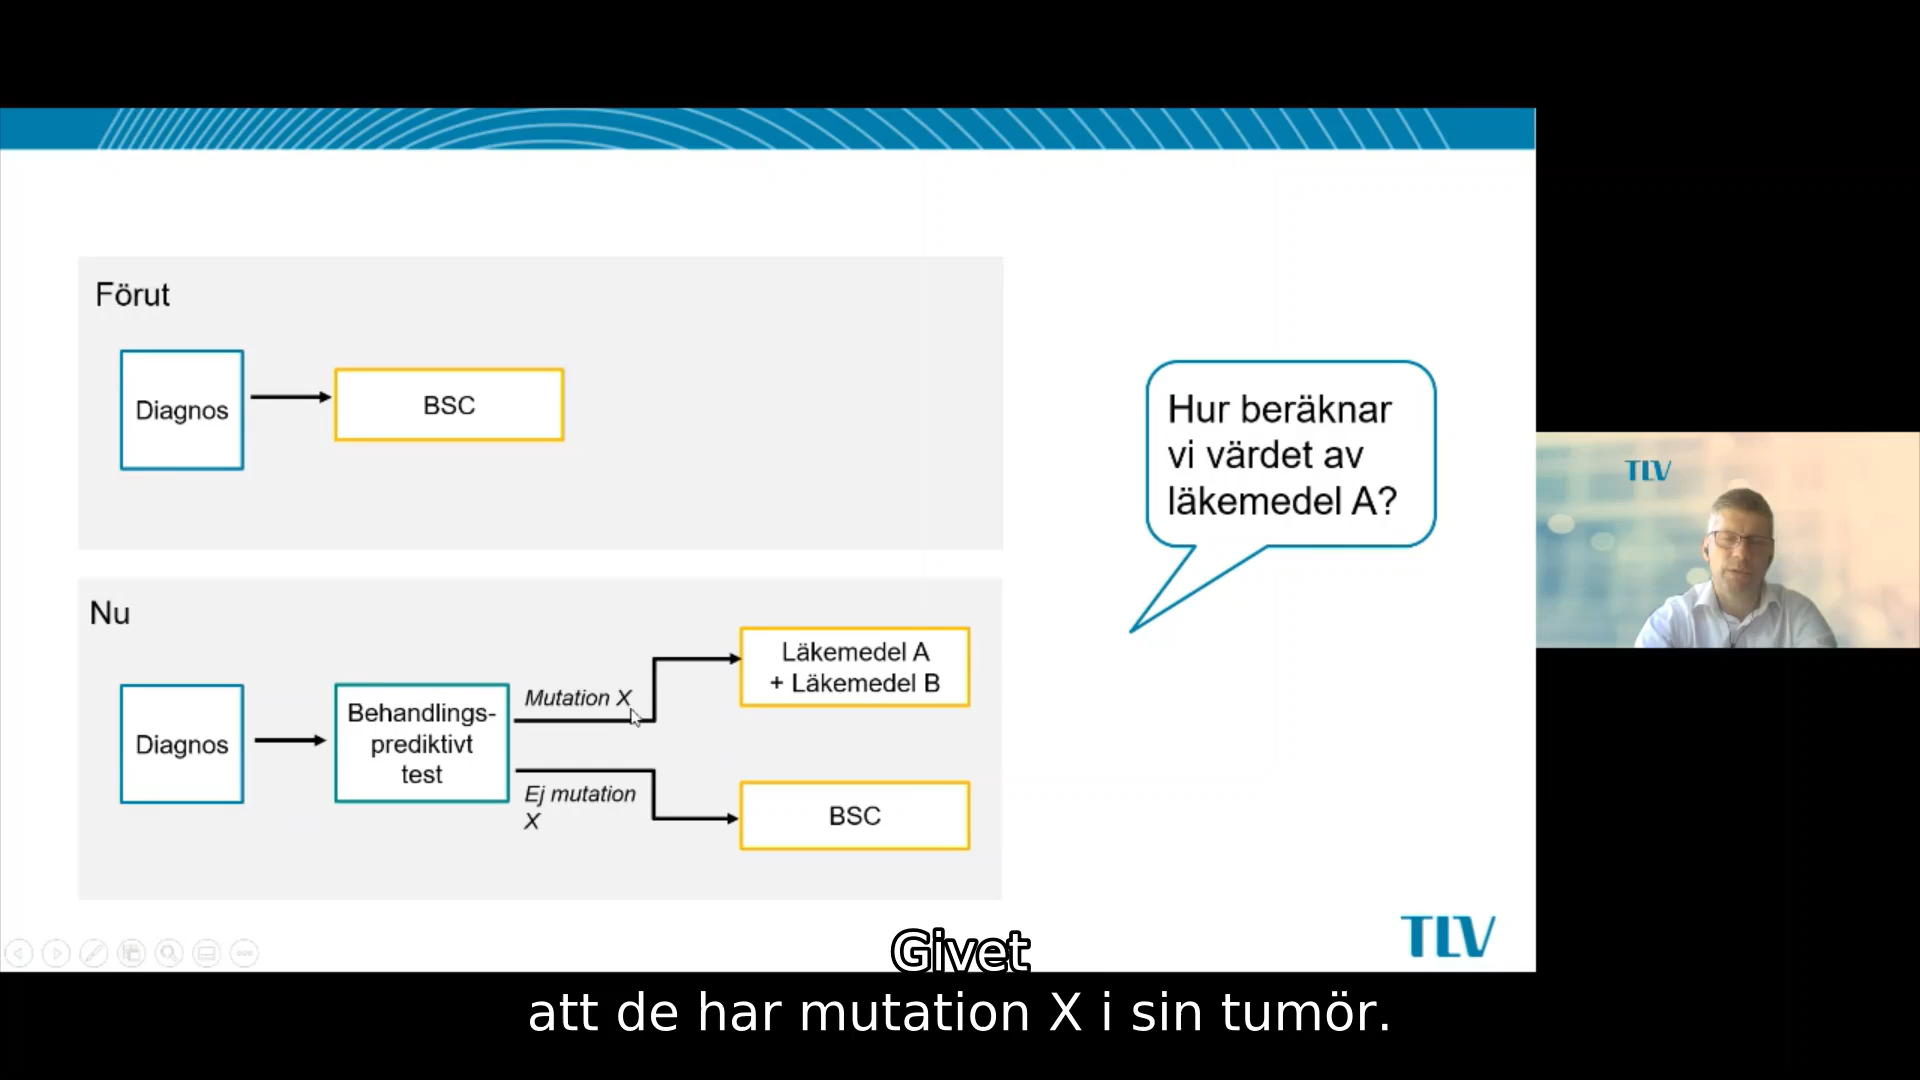 Förut
Diagnos
BSC
Hur beräknar
vi värdet av
läkemedel A?
Nu
Diagnos
Behandlings-
prediktivt
test
Mutation X
Ej mutation
X
Läkemedel A
+ Läkemedel B
BSC
TLV
TLV
Givet
att de har mutation X i sin tumör.